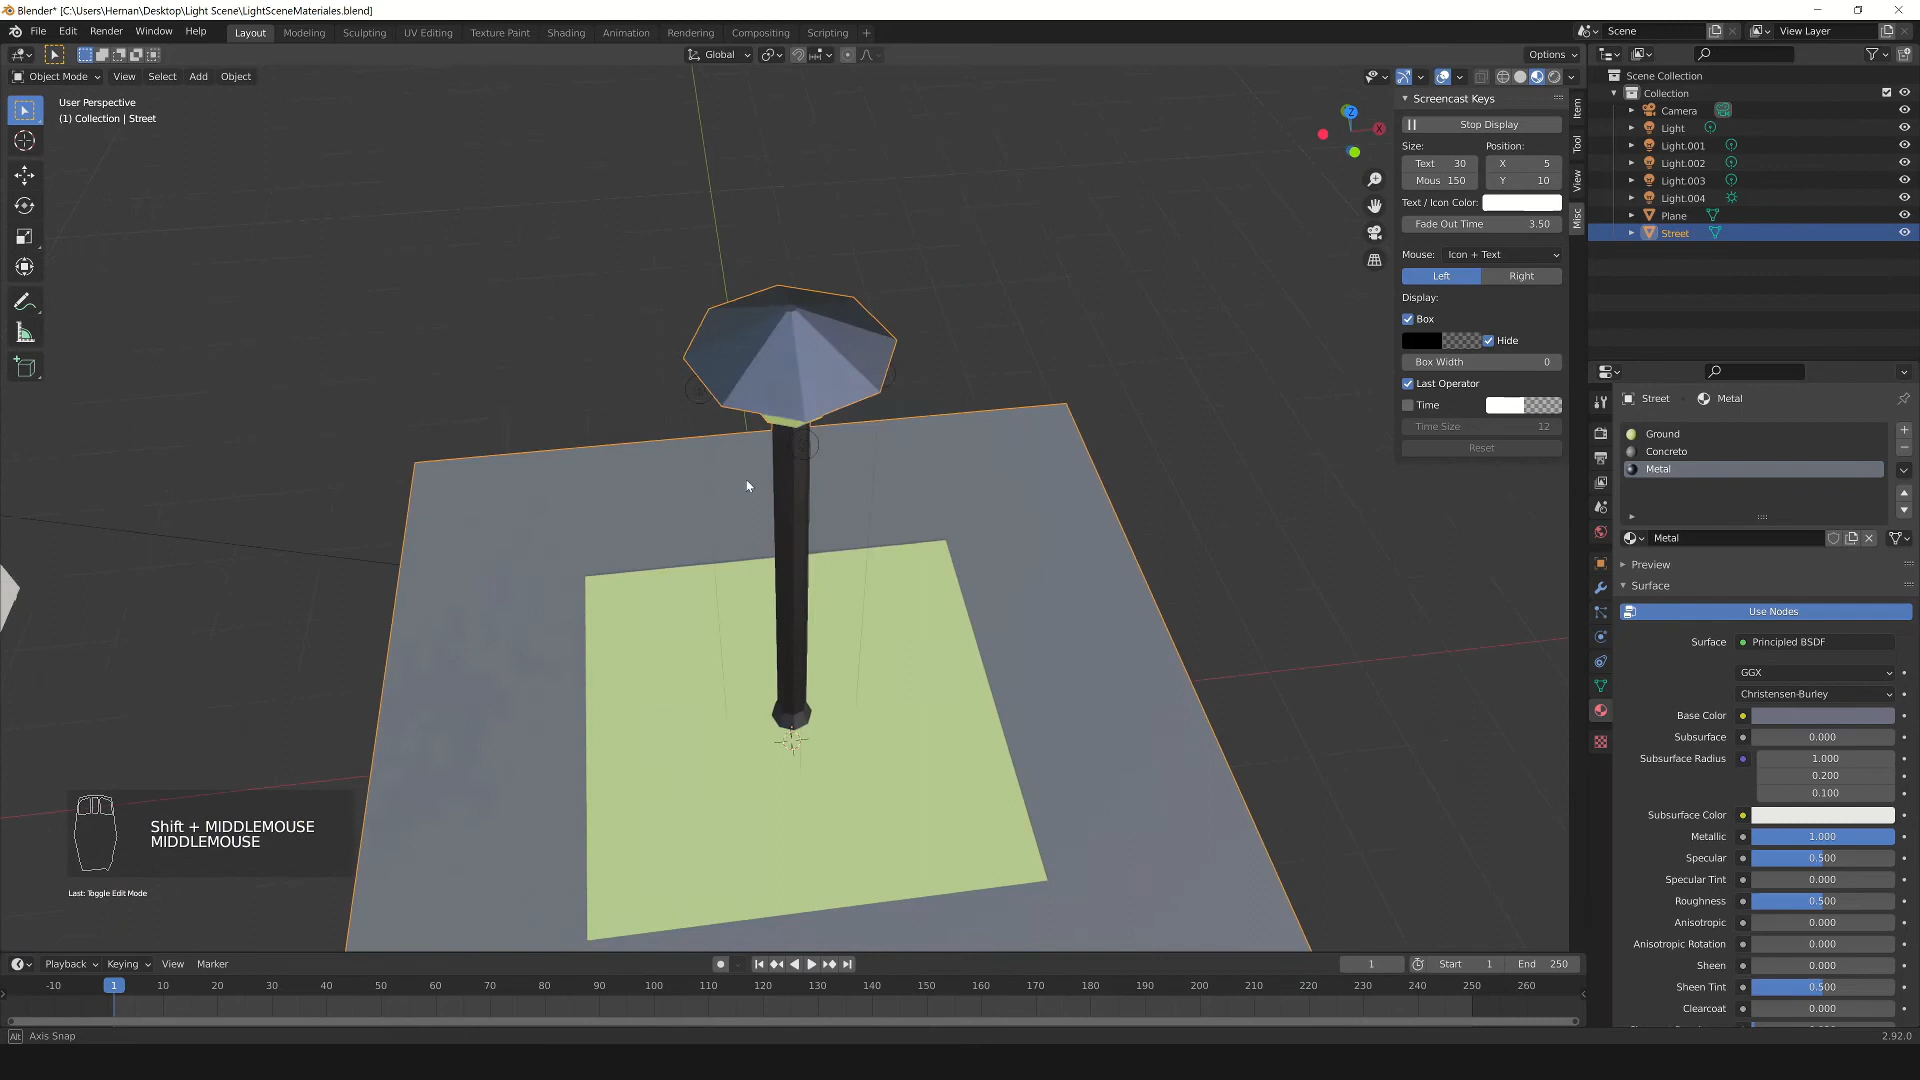 Blender* [C:\Users\Hernan\Desktop\Light Scene\LightSceneMateriales.blend]
File Edit Render Window Help Layout Modeling Sculpting UV Editing Texture Paint Shading Animation Rendering Compositing Scripting + Scene View Layer
Global Options
Object Mode View Select Add Object
User Perspective
(1) Collection | Street
Z
X
Screencast Keys
Stop Display
Size: Position:
Text 30 X 5
Mous 150 Y 10
Text / Icon Color:
Fade Out Time 3.50
Mouse: Icon + Text
Left Right
Display:
Box
Hide
Box Width 0
Last Operator
Time
Time Size 12
Reset
Item
Tool
View
Misc
Scene Collection
Collection
Camera
Light
Light.001
Light.002
Light.003
Light.004
Plane
Street
Street Metal
Ground
Concreto
Metal
Metal
Preview
Surface
Use Nodes
Surface Principled BSDF
GGX
Christensen-Burley
Base Color
Subsurface 0.000
Subsurface Radius 1.000
0.200
0.100
Subsurface Color
Metallic 1.000
Specular 0.500
Specular Tint 0.000
Roughness 0.500
Anisotropic 0.000
Anisotropic Rotation 0.000
Sheen 0.000
Sheen Tint 0.500
Clearcoat 0.000
Shift + MIDDLEMOUSE
MIDDLEMOUSE
Last: Toggle Edit Mode
Playback Keying View Marker 1 Start 1 End 250
-10 1 10 20 30 40 50 60 70 80 90 100 110 120 130 140 150 160 170 180 190 200 210 220 230 240 250 260
Alt Axis Snap 2.92.0